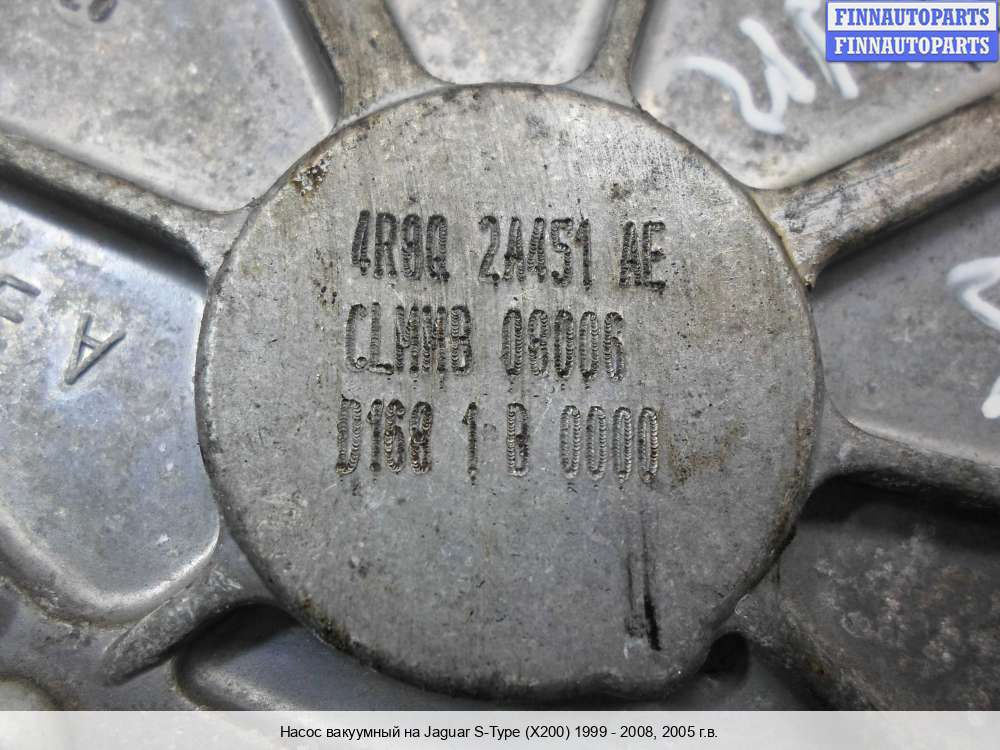 FINNAUTOPARTS
FINNAUTOPARTS
4R8Q 2A451 AE
CLMMB 08006
D168 1 D 0000
A
Насос вакуумный на Jaguar S-Type (X200) 1999 - 2008, 2005 г.в.